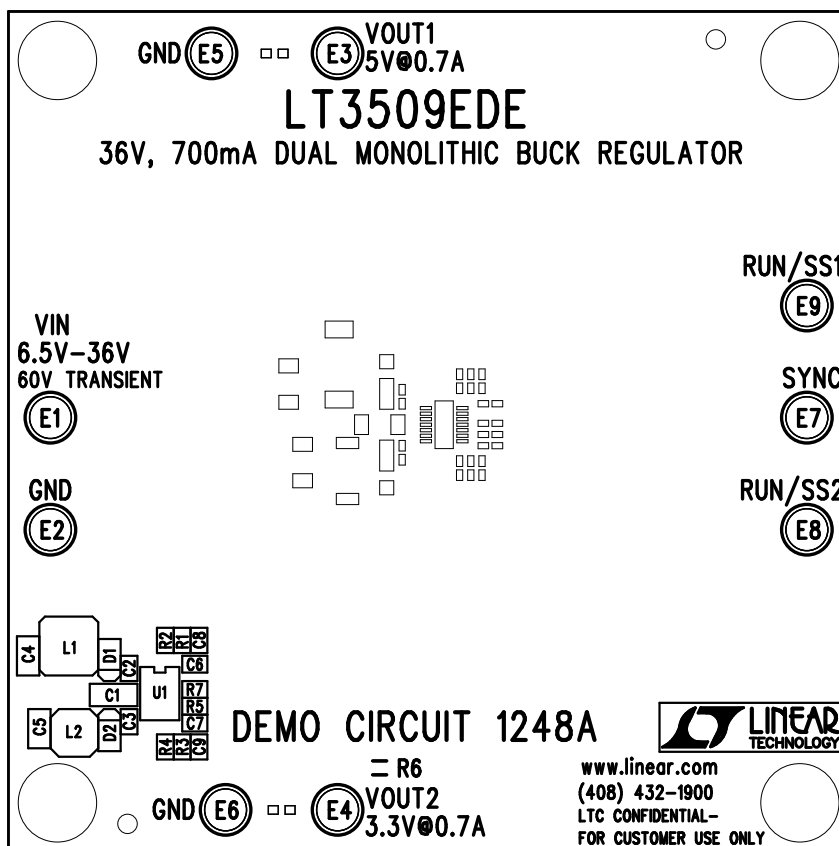 VOUT1
GND E5 E3 5V@0.7A
LT3509EDE
36V, 700mA DUAL MONOLITHIC BUCK REGULATOR
RUN/SS1
E9
VIN
6.5V-36V
60V TRANSIENT
E1
SYNC
E7
GND
E2
RUN/SS2
E8
C4 L1 D1 C2 R2 R1 C8
C6
C1 U1 R7
R5
C5 L2 D2 C3 C7
R4 R3 C9
DEMO CIRCUIT 1248A
LT LINEAR
TECHNOLOGY
R6
GND E6 E4 VOUT2
3.3V@0.7A
www.linear.com
(408) 432-1900
LTC CONFIDENTIAL-
FOR CUSTOMER USE ONLY